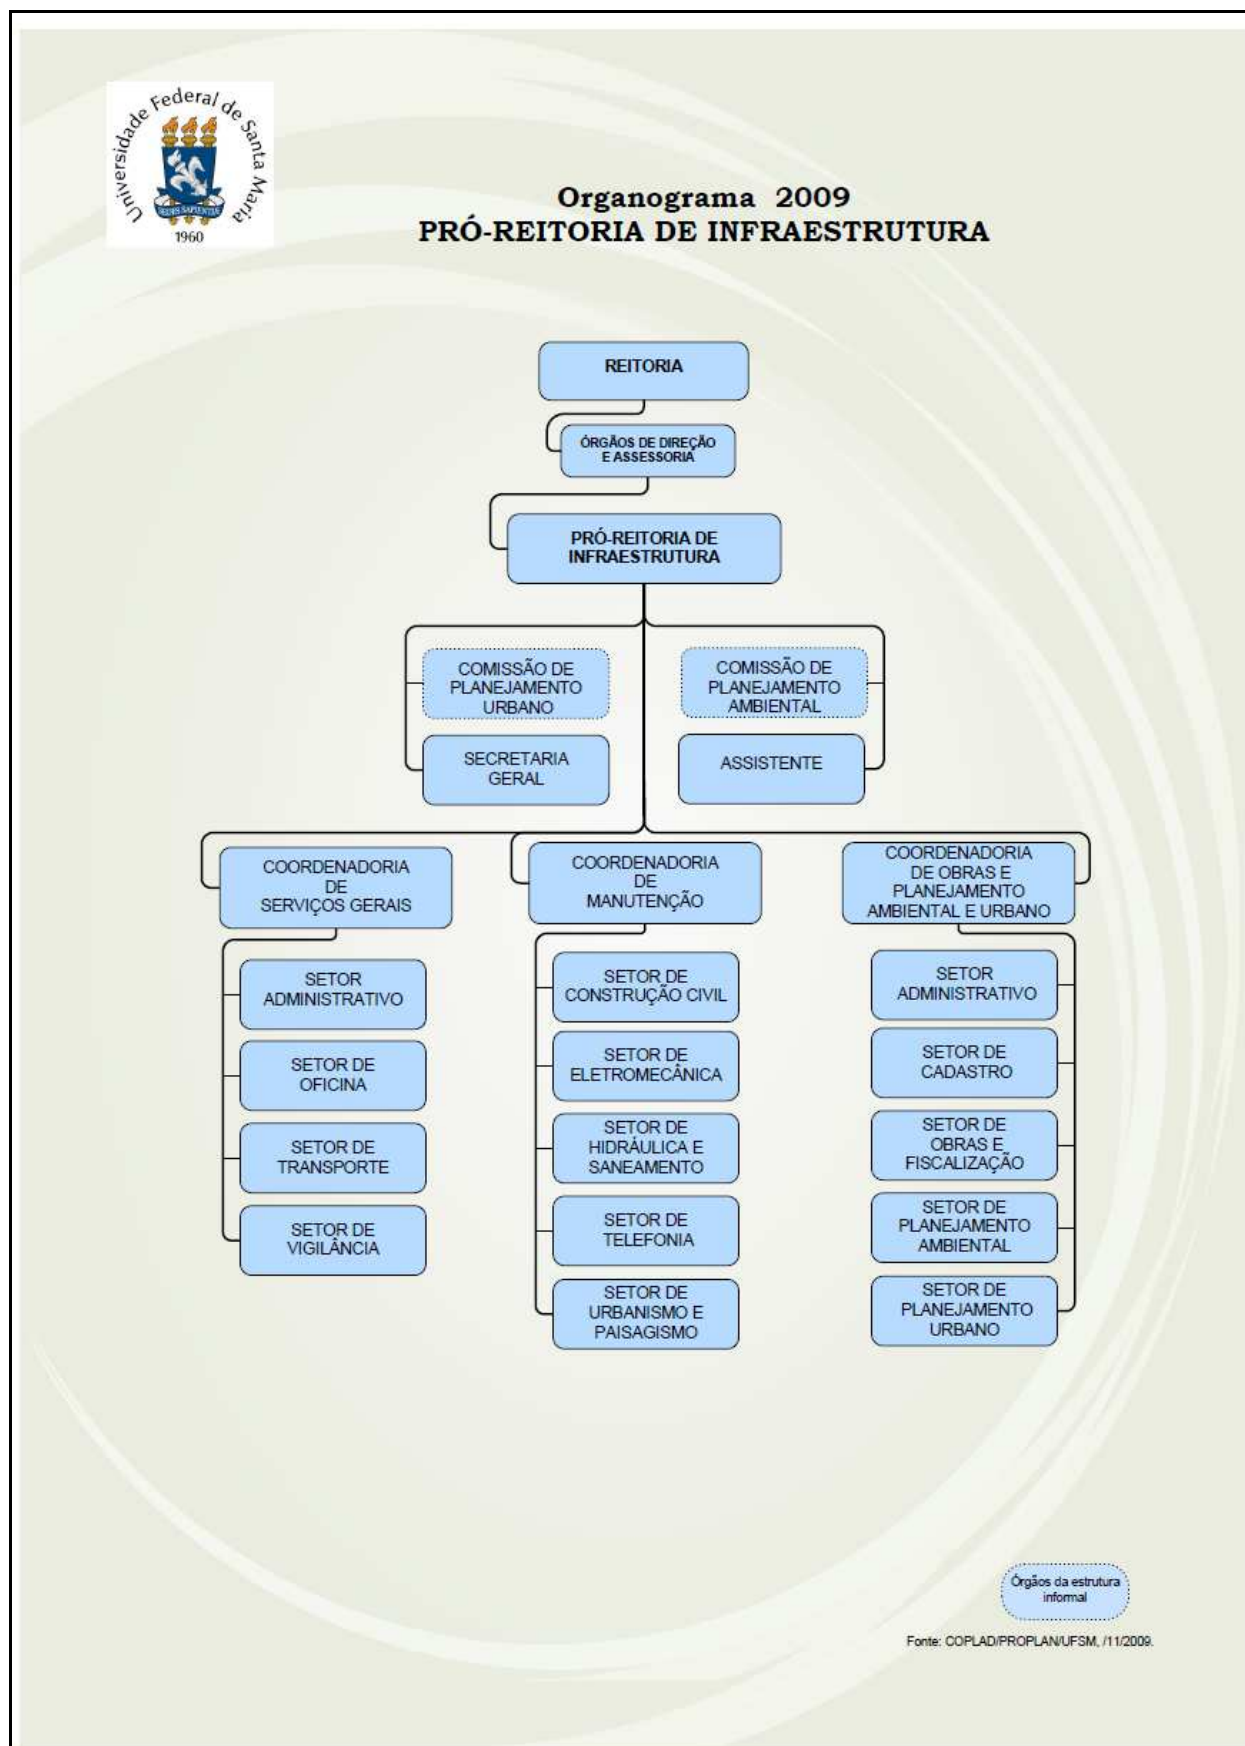 Universidade Federal de Santa Maria
SEDES SAPIENTIAE
1960
Organograma 2009
PRÓ-REITORIA DE INFRAESTRUTURA
REITORIA
ÓRGÃOS DE DIREÇÃO
E ASSESSORIA
PRÓ-REITORIA DE
INFRAESTRUTURA
COMISSÃO DE
PLANEJAMENTO
URBANO
COMISSÃO DE
PLANEJAMENTO
AMBIENTAL
SECRETARIA
GERAL
ASSISTENTE
COORDENADORIA
DE
SERVIÇOS GERAIS
SETOR
ADMINISTRATIVO
SETOR DE
OFICINA
SETOR DE
TRANSPORTE
SETOR DE
VIGILÂNCIA
COORDENADORIA
DE
MANUTENÇÃO
SETOR DE
CONSTRUÇÃO CIVIL
SETOR DE
ELETROMECÂNICA
SETOR DE
HIDRÁULICA E
SANEAMENTO
SETOR DE
TELEFONIA
SETOR DE
URBANISMO E
PAISAGISMO
COORDENADORIA
DE OBRAS E
PLANEJAMENTO
AMBIENTAL E URBANO
SETOR
ADMINISTRATIVO
SETOR DE
CADASTRO
SETOR DE
OBRAS E
FISCALIZAÇÃO
SETOR DE
PLANEJAMENTO
AMBIENTAL
SETOR DE
PLANEJAMENTO
URBANO
Órgãos da estrutura
informal
Fonte: COPLAD/PROPLAN/UFSM, /11/2009.